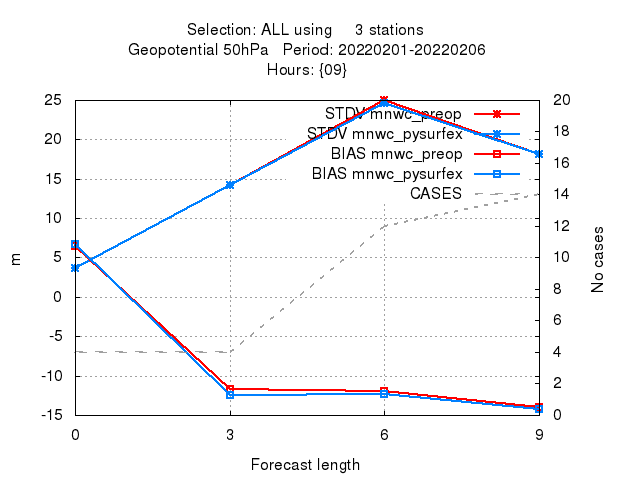 Selection: ALL using 3 stations
Geopotential 50hPa Period: 20220201-20220206
Hours: {09}
STDV mnwc_preop
STDV mnwc_pysurfex
BIAS mnwc_preop
BIAS mnwc_pysurfex
CASES
25
20
15
10
5
0
-5
-10
-15
m
20
18
16
14
12
10
8
6
4
2
0
No cases
0 3 6 9
Forecast length